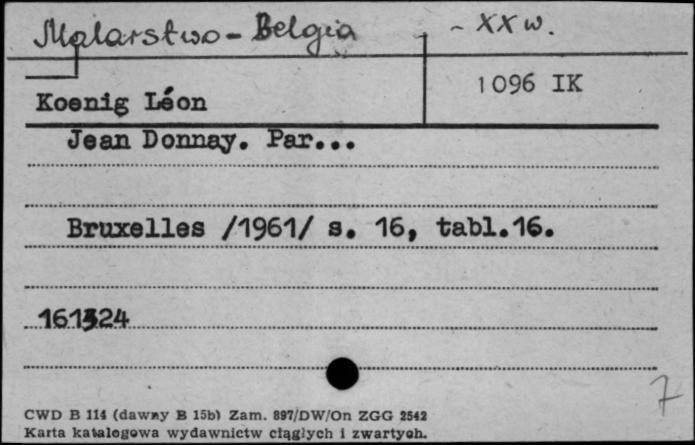 Malarstwo - Belgia - XX w.
1096 IK
Koenig Léon
Jean Donnay. Par...
Bruxelles /1961/ s. 16, tabl.16.
7
CWD B 114 (dawny B 15b) Zam. 897/DW/On ZGG 2542
Karta katalogowa wydawnictw ciągłych i zwartych.